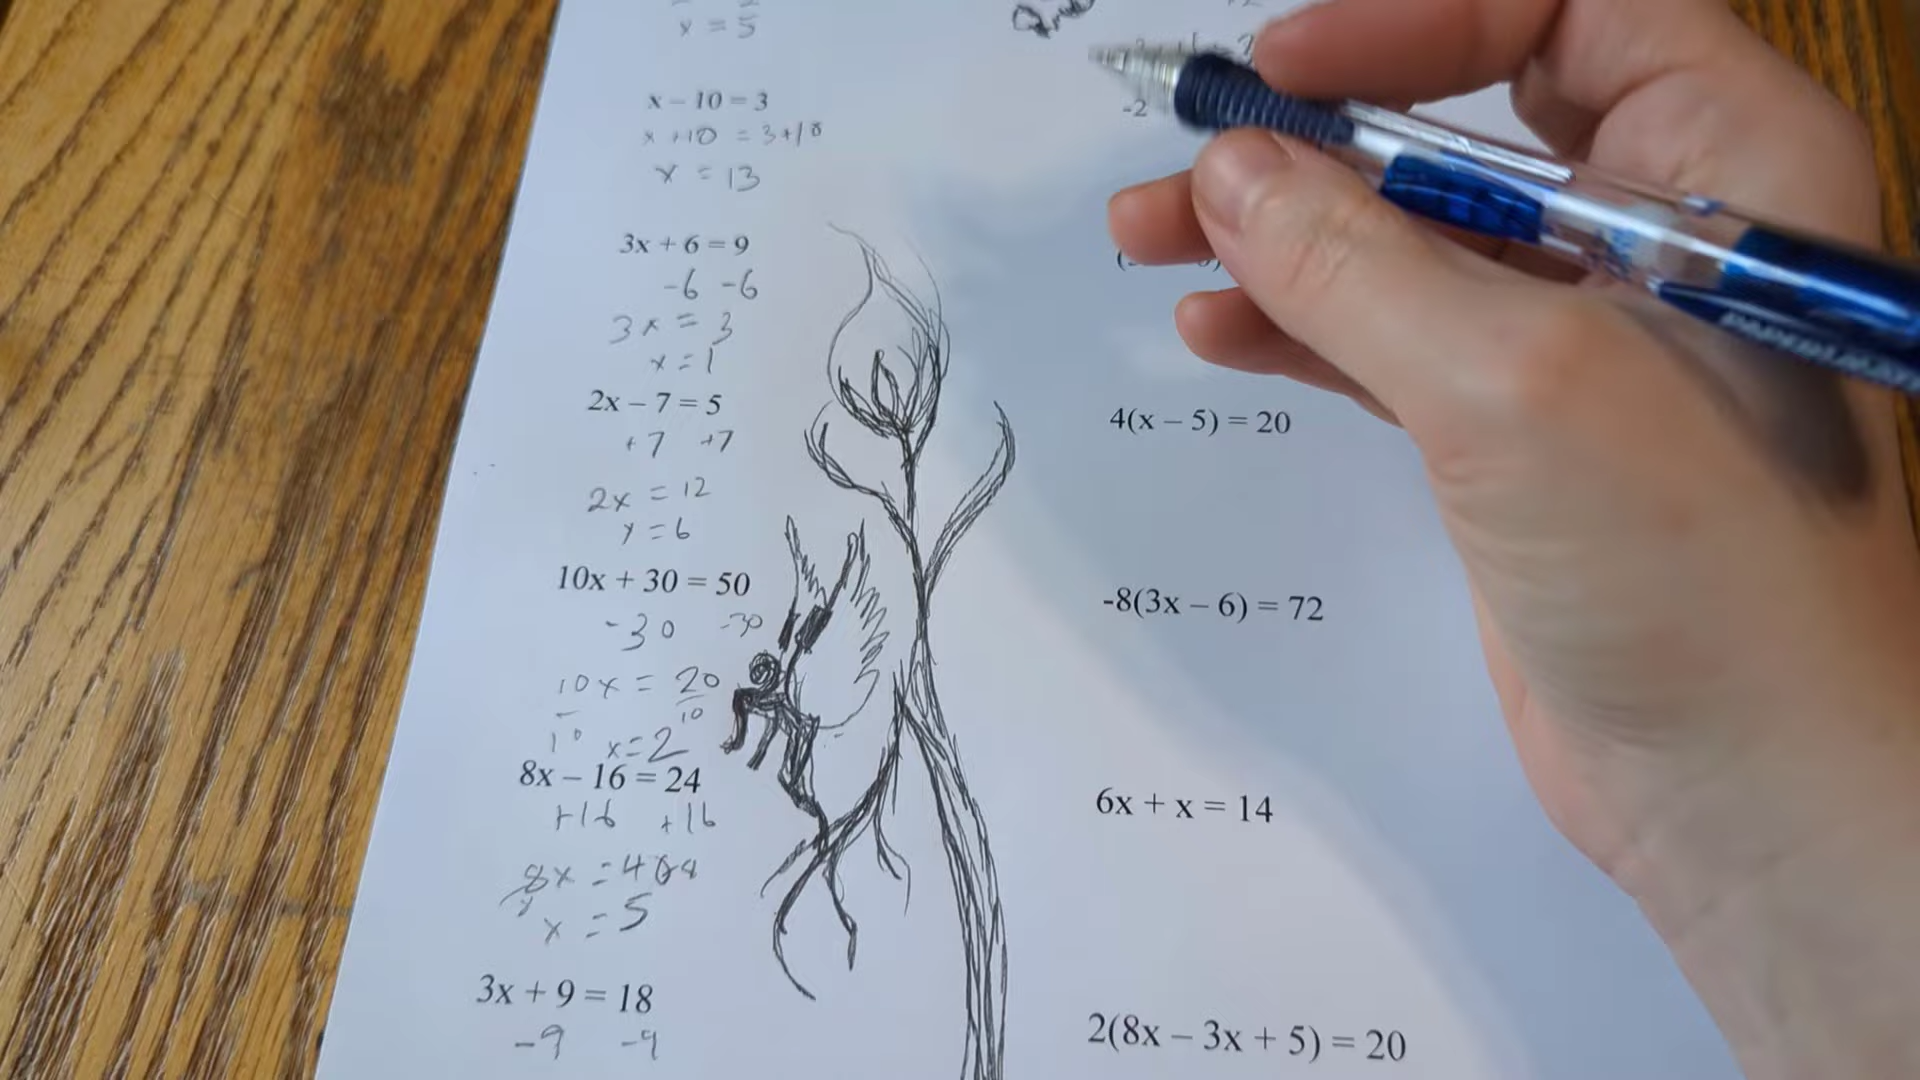 x = 5
x – 10 = 3
x +10 = 3+10
x = 13
3x + 6 = 9
-6 -6
3x = 3
x = 1
2x – 7 = 5
+7 +7
2x = 12
y = 6
10x + 30 = 50
-30 -30
10x = 20
10 10
x = 2
8x – 16 = 24
+16 +16
8x = 4
x = 5
3x + 9 = 18
-9 -9
-2
4(x – 5) = 20
-8(3x – 6) = 72
6x + x = 14
2(8x – 3x + 5) = 20